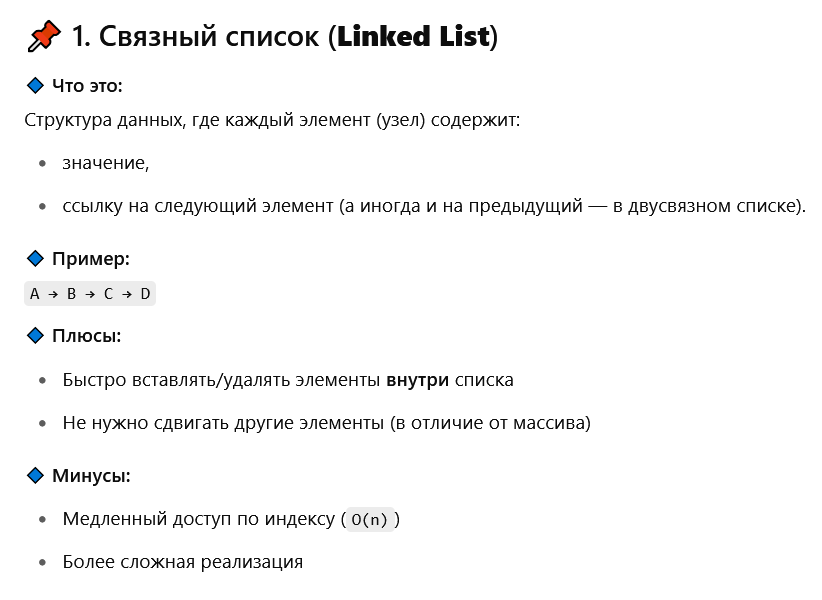 📌 1. Связный список (Linked List)
🔷 Что это:
Структура данных, где каждый элемент (узел) содержит:
• значение,
• ссылку на следующий элемент (а иногда и на предыдущий — в двусвязном списке).
🔷 Пример:
A → B → C → D
🔷 Плюсы:
• Быстро вставлять/удалять элементы внутри списка
• Не нужно сдвигать другие элементы (в отличие от массива)
🔷 Минусы:
• Медленный доступ по индексу (O(n))
• Более сложная реализация